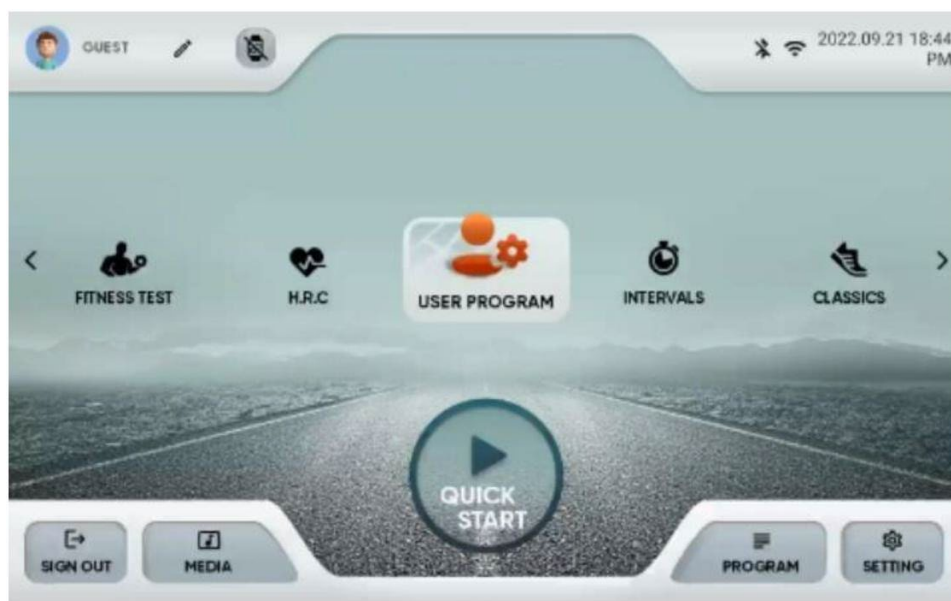 GUEST
2022.09.21 18:44
PM
FITNESS TEST
H.R.C
USER PROGRAM
INTERVALS
CLASSICS
QUICK
START
SIGN OUT
MEDIA
PROGRAM
SETTING